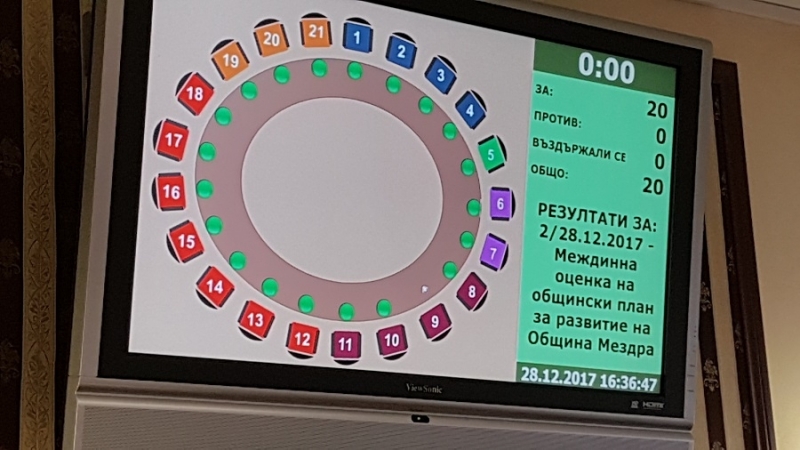 1
2
3
4
5
6
7
8
9
10
11
12
13
14
15
16
17
18
19
20
21
0:00
ЗА: 20
ПРОТИВ: 0
ВЪЗДЪРЖАЛИ СЕ 0
ОБЩО: 20
РЕЗУЛТАТИ ЗА:
2/28.12.2017 -
Междинна
оценка на
общински план
за развитие на
Община Мездра
28.12.2017 16:36:47
ViewSonic
HDMI